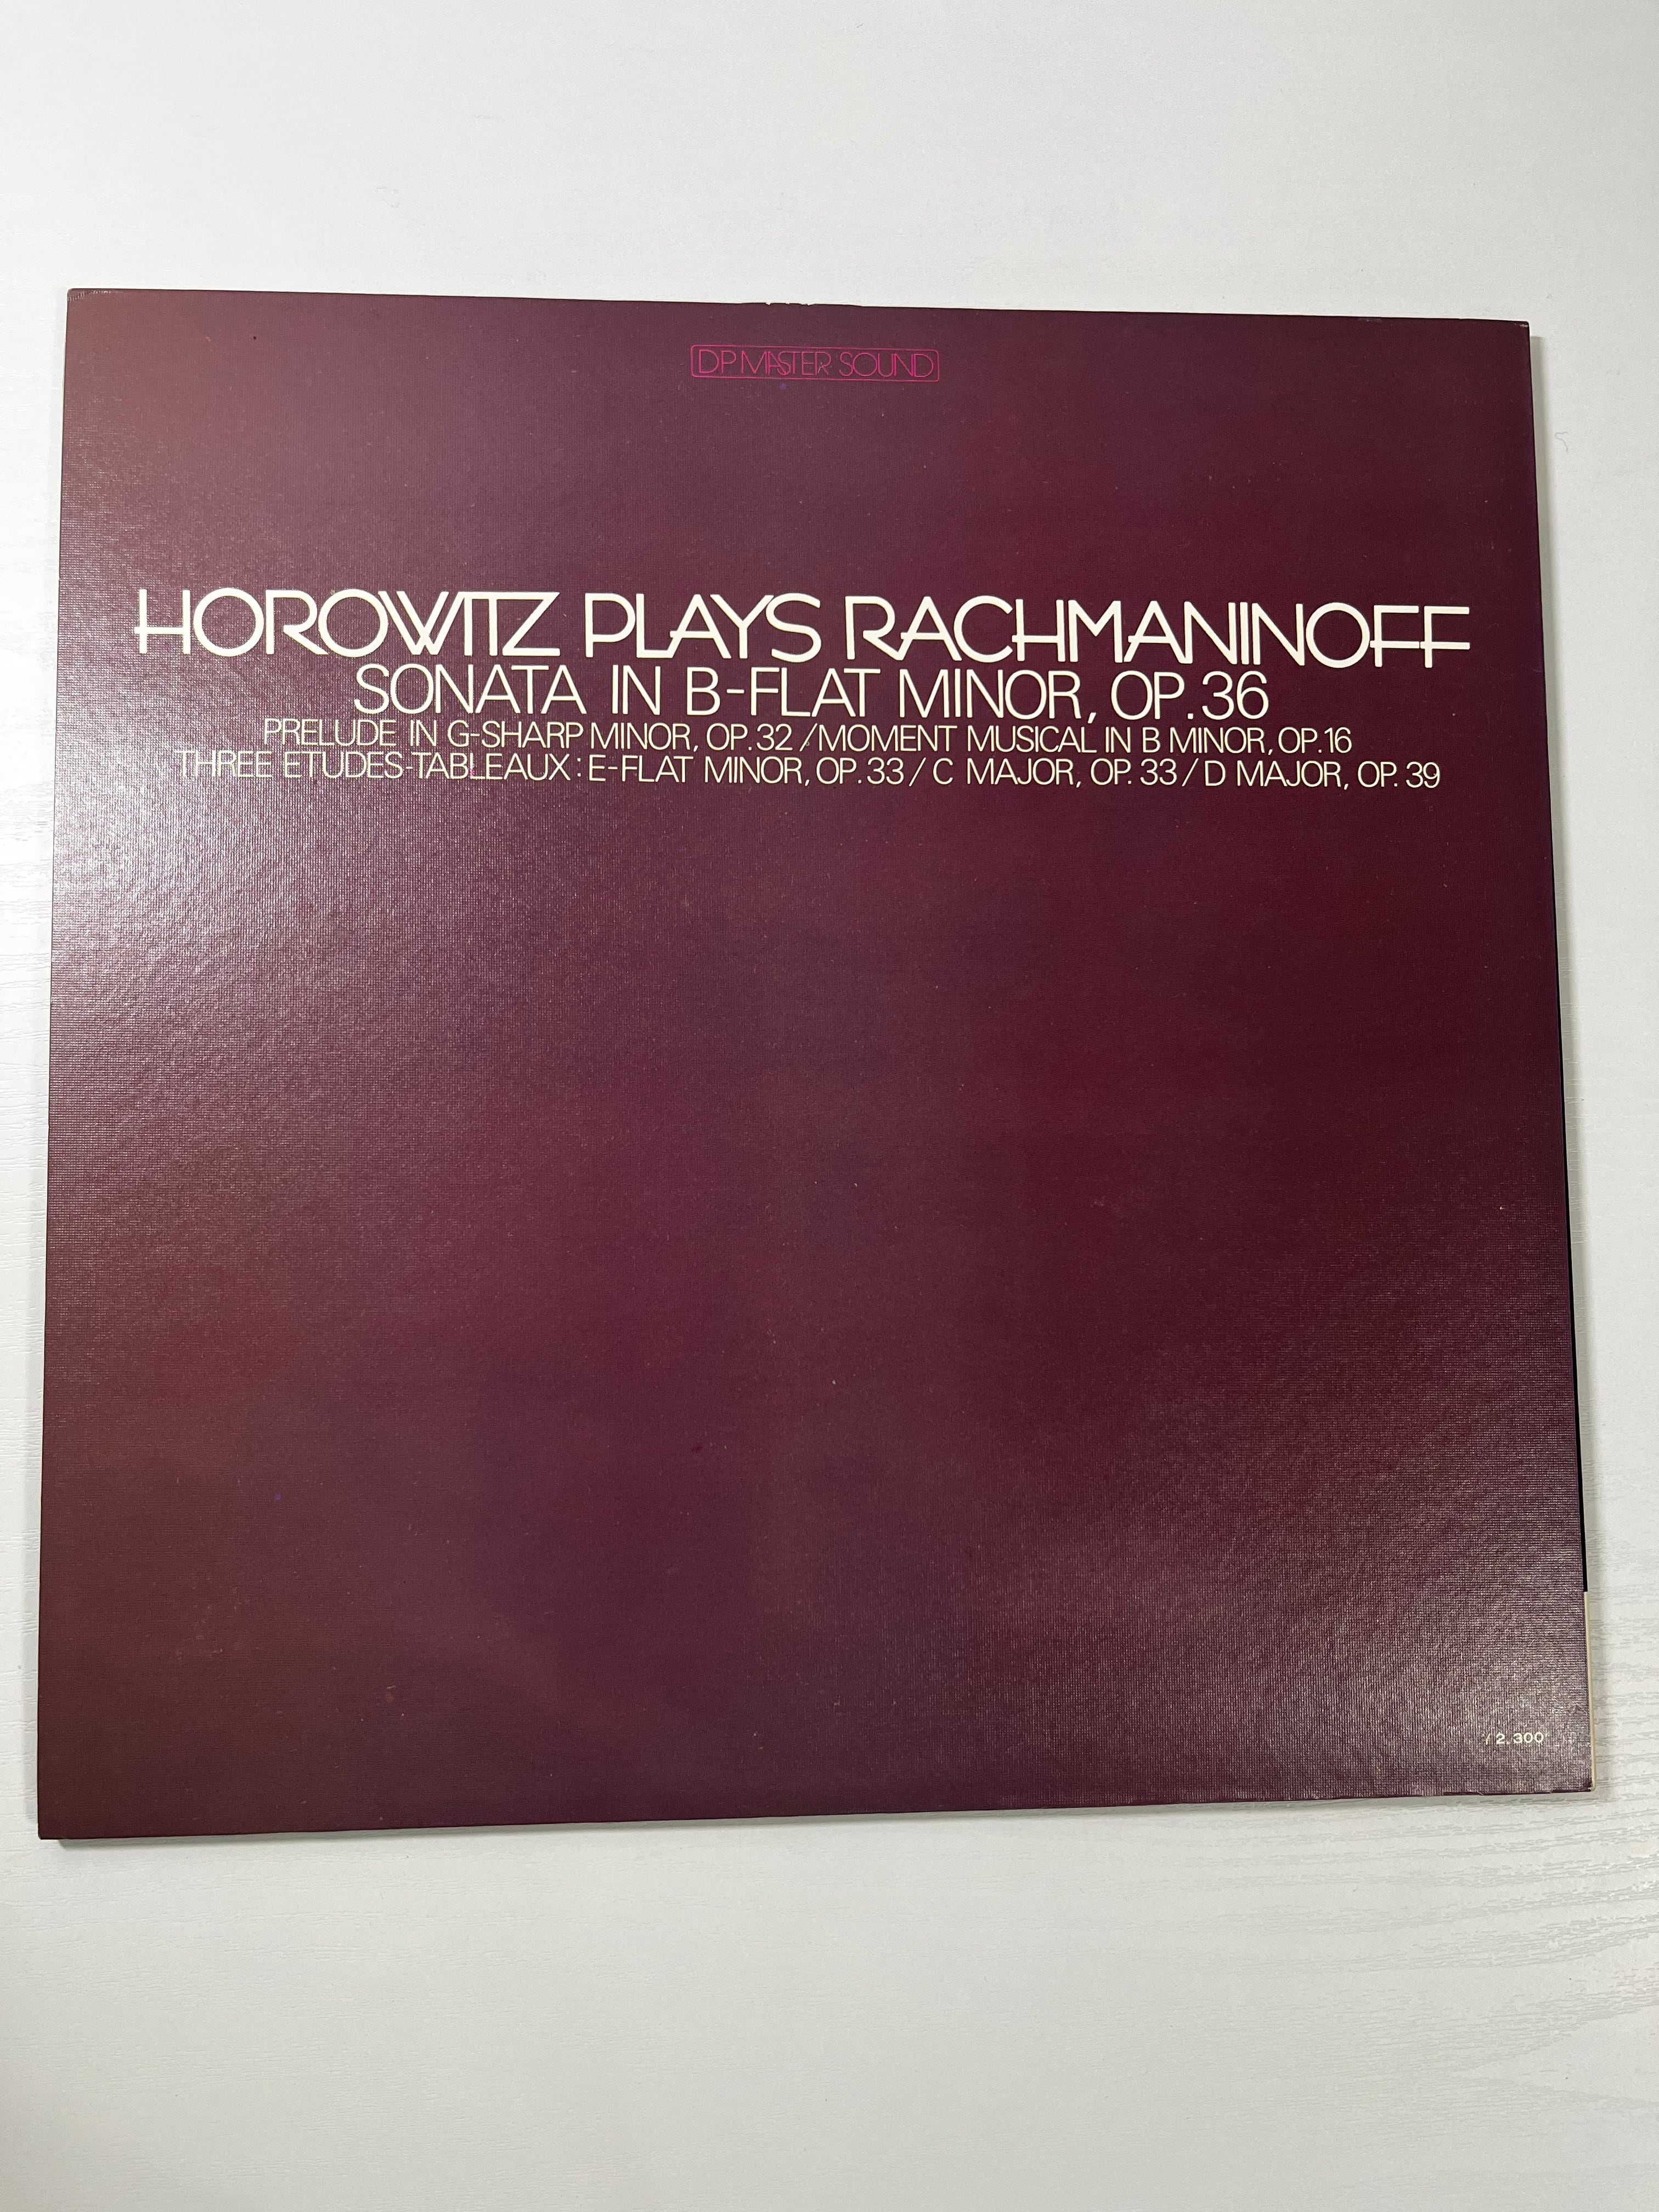 DP MASTER SOUND
HOROWITZ PLAYS RACHMANINOFF
SONATA IN B-FLAT MINOR, OP.36
PRELUDE IN G-SHARP MINOR, OP.32 / MOMENT MUSICAL IN B MINOR, OP.16
THREE ETUDES-TABLEAUX: E-FLAT MINOR, OP.33 / C MAJOR, OP. 33 / D MAJOR, OP. 39
2.300